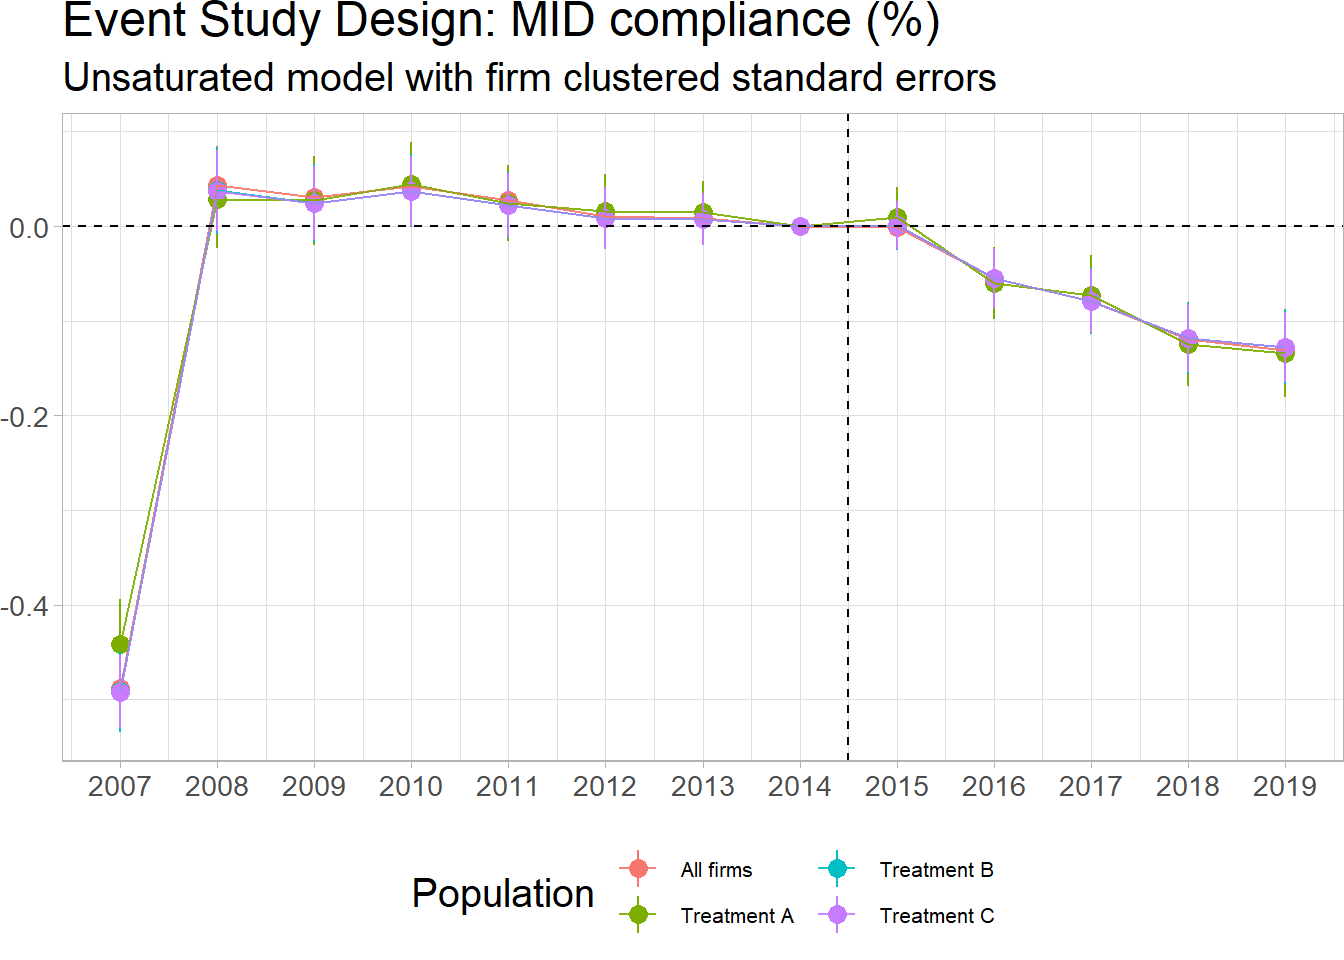 Event Study Design: MID compliance (%)
Unsaturated model with firm clustered standard errors
0.0
-0.2
-0.4
2007 2008 2009 2010 2011 2012 2013 2014 2015 2016 2017 2018 2019
Population
All firms
Treatment B
Treatment A
Treatment C